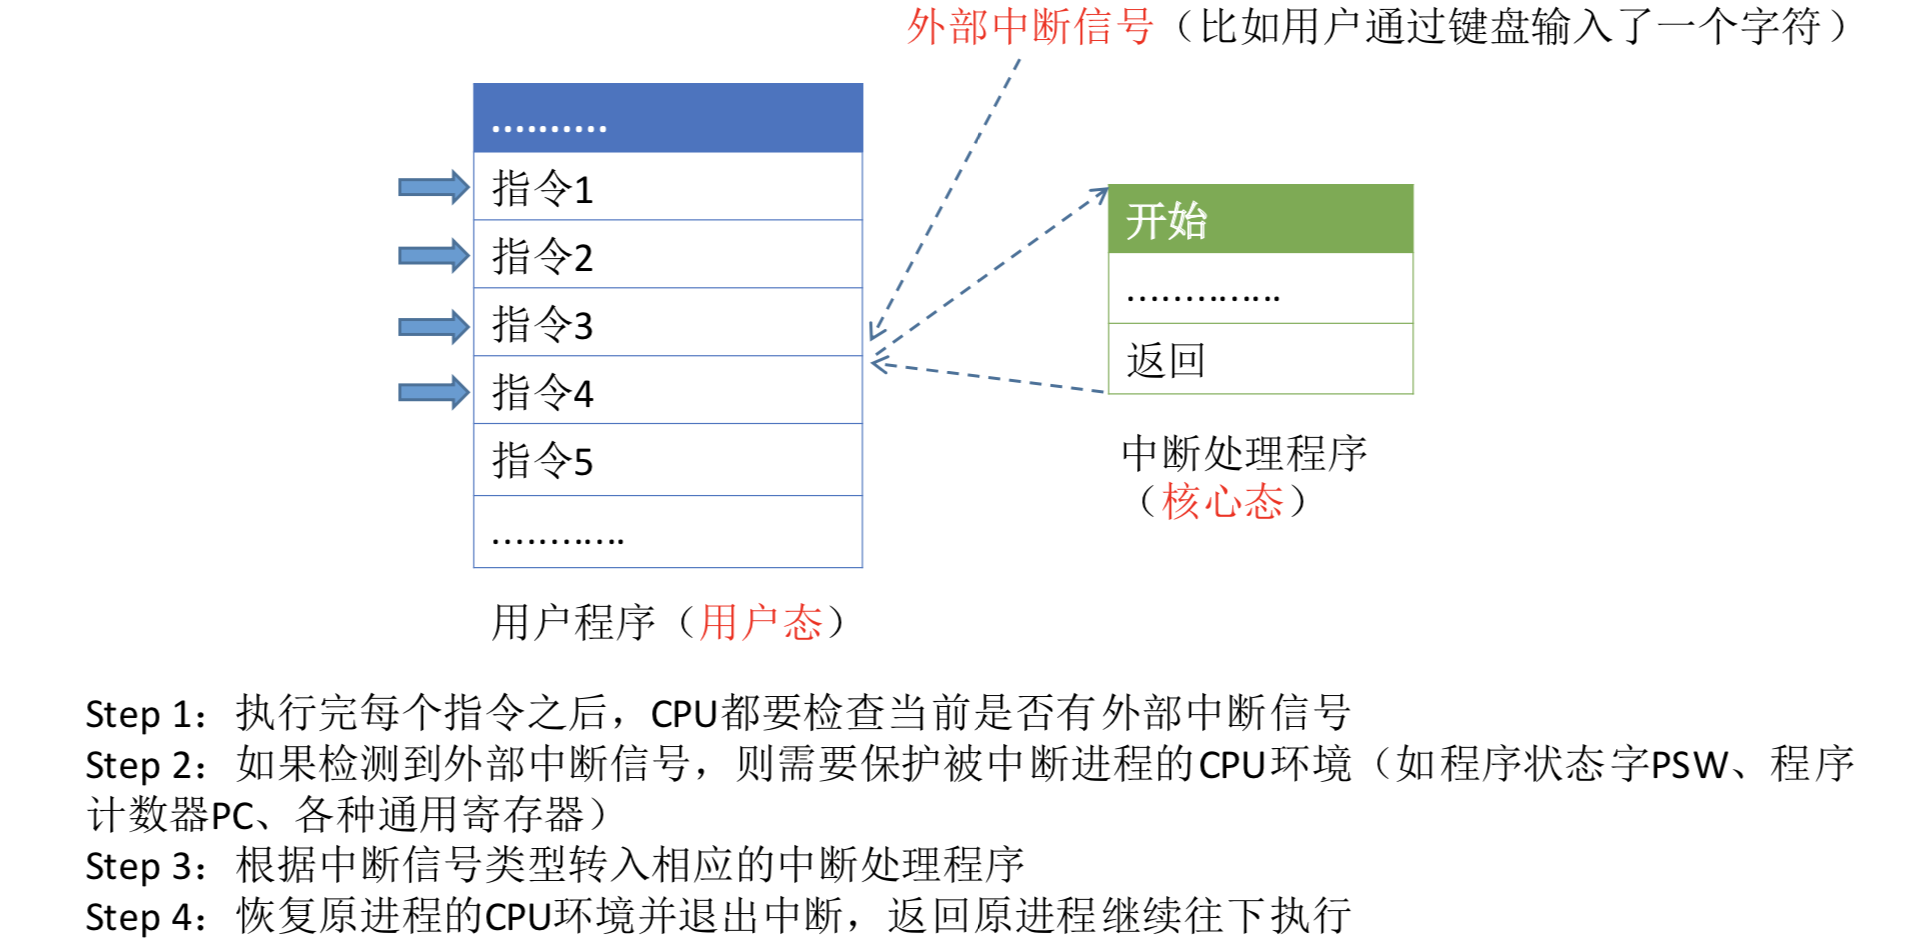 外部中断信号（比如用户通过键盘输入了一个字符）
..........
指令1
指令2
指令3
指令4
指令5
............
用户程序（用户态）
开始
.............
返回
中断处理程序
（核心态）
Step 1：执行完每个指令之后，CPU都要检查当前是否有外部中断信号
Step 2：如果检测到外部中断信号，则需要保护被中断进程的CPU环境（如程序状态字PSW、程序
计数器PC、各种通用寄存器）
Step 3：根据中断信号类型转入相应的中断处理程序
Step 4：恢复原进程的CPU环境并退出中断，返回原进程继续往下执行